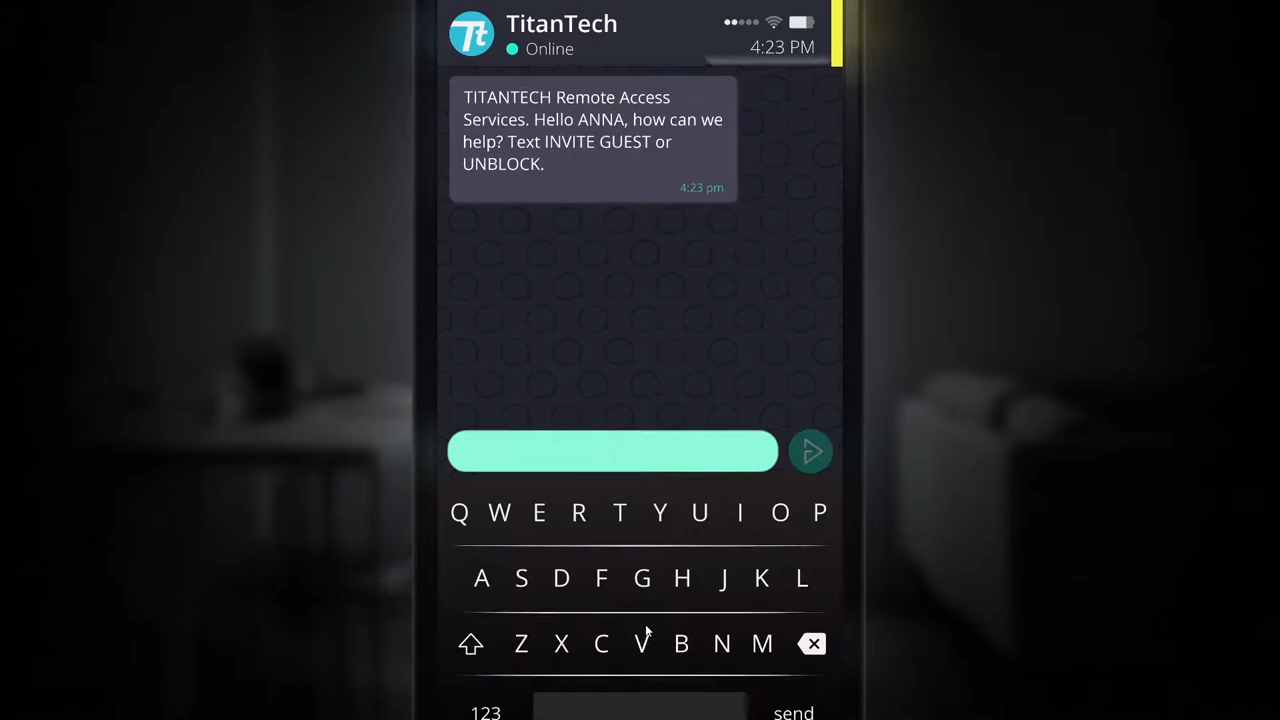 Tt
TitanTech
Online
4:23 PM
TITANTECH Remote Access
Services. Hello ANNA, how can we
help? Text INVITE GUEST or
UNBLOCK.
4:23 pm
Q W E R T Y U I O P
A S D F G H J K L
Z X C V B N M
123 send